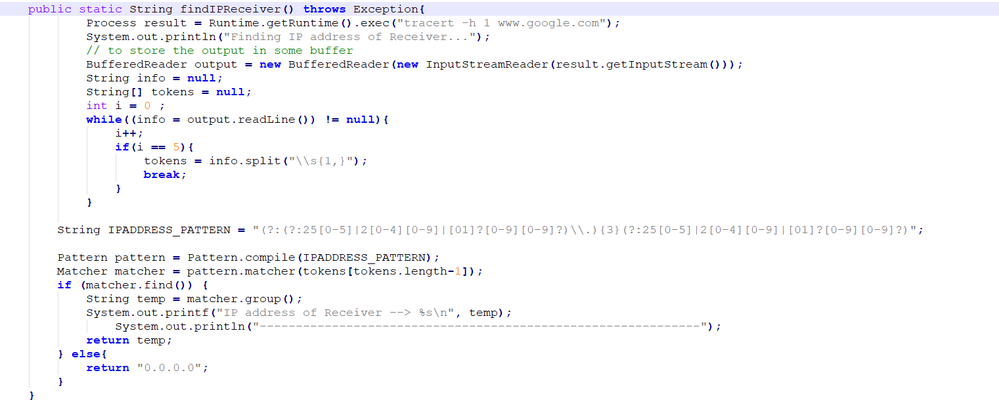 public static String findIPReceiver() throws Exception{
Process result = Runtime.getRuntime().exec("tracert -h 1 www.google.com");
System.out.println("Finding IP address of Receiver...");
// to store the output in some buffer
BufferedReader output = new BufferedReader(new InputStreamReader(result.getInputStream()));
String info = null;
String[] tokens = null;
int i = 0 ;
while((info = output.readLine()) != null){
i++;
if(i == 5){
tokens = info.split("\\s{1,}");
break;
}
}
String IPADDRESS_PATTERN = "(?:(?:25[0-5]|2[0-4][0-9]|[01]?[0-9][0-9]?)\\.){3}(?:25[0-5]|2[0-4][0-9]|[01]?[0-9][0-9]?)";
Pattern pattern = Pattern.compile(IPADDRESS_PATTERN);
Matcher matcher = pattern.matcher(tokens[tokens.length-1]);
if (matcher.find()) {
String temp = matcher.group();
System.out.printf("IP address of Receiver --> %s\n", temp);
System.out.println("-------------------------------------------------------------");
return temp;
} else{
return "0.0.0.0";
}
}